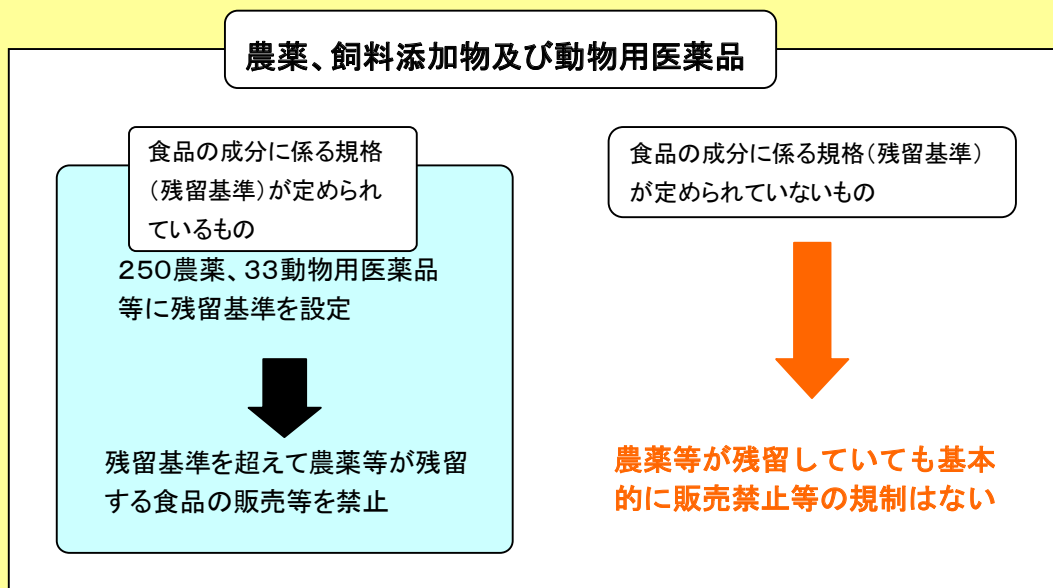 農薬、飼料添加物及び動物用医薬品
食品の成分に係る規格
（残留基準）が定められ
ているもの
２５０農薬、３３動物用医薬品
等に残留基準を設定
残留基準を超えて農薬等が残留
する食品の販売等を禁止
食品の成分に係る規格（残留基準）
が定められていないもの
農薬等が残留していても基本
的に販売禁止等の規制はない